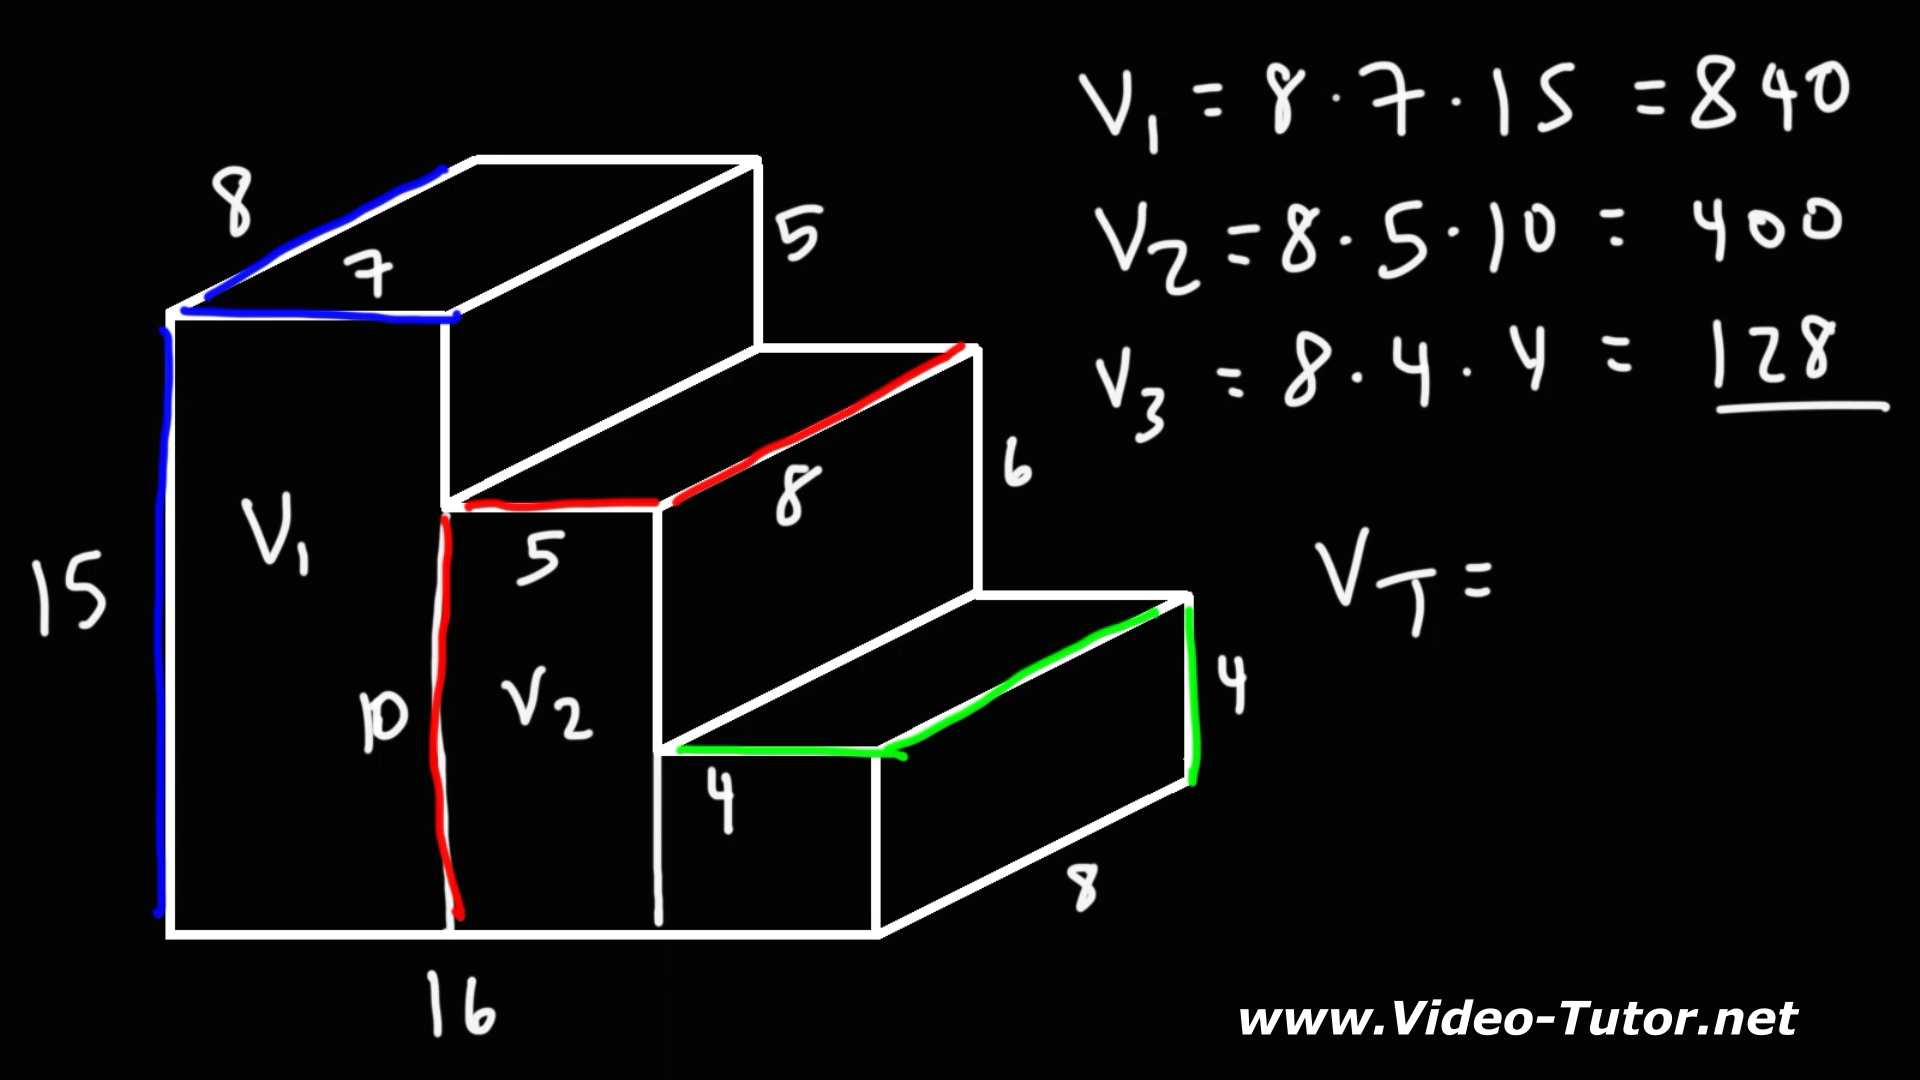 V₁ = 8 · 7 · 15 = 840
8
5
V₂ = 8 · 5 · 10 = 400
7
V₃ = 8 · 4 · 4 = 128
6
8
V₁
5
15
V_T =
4
10
V₂
4
8
16
www.Video-Tutor.net